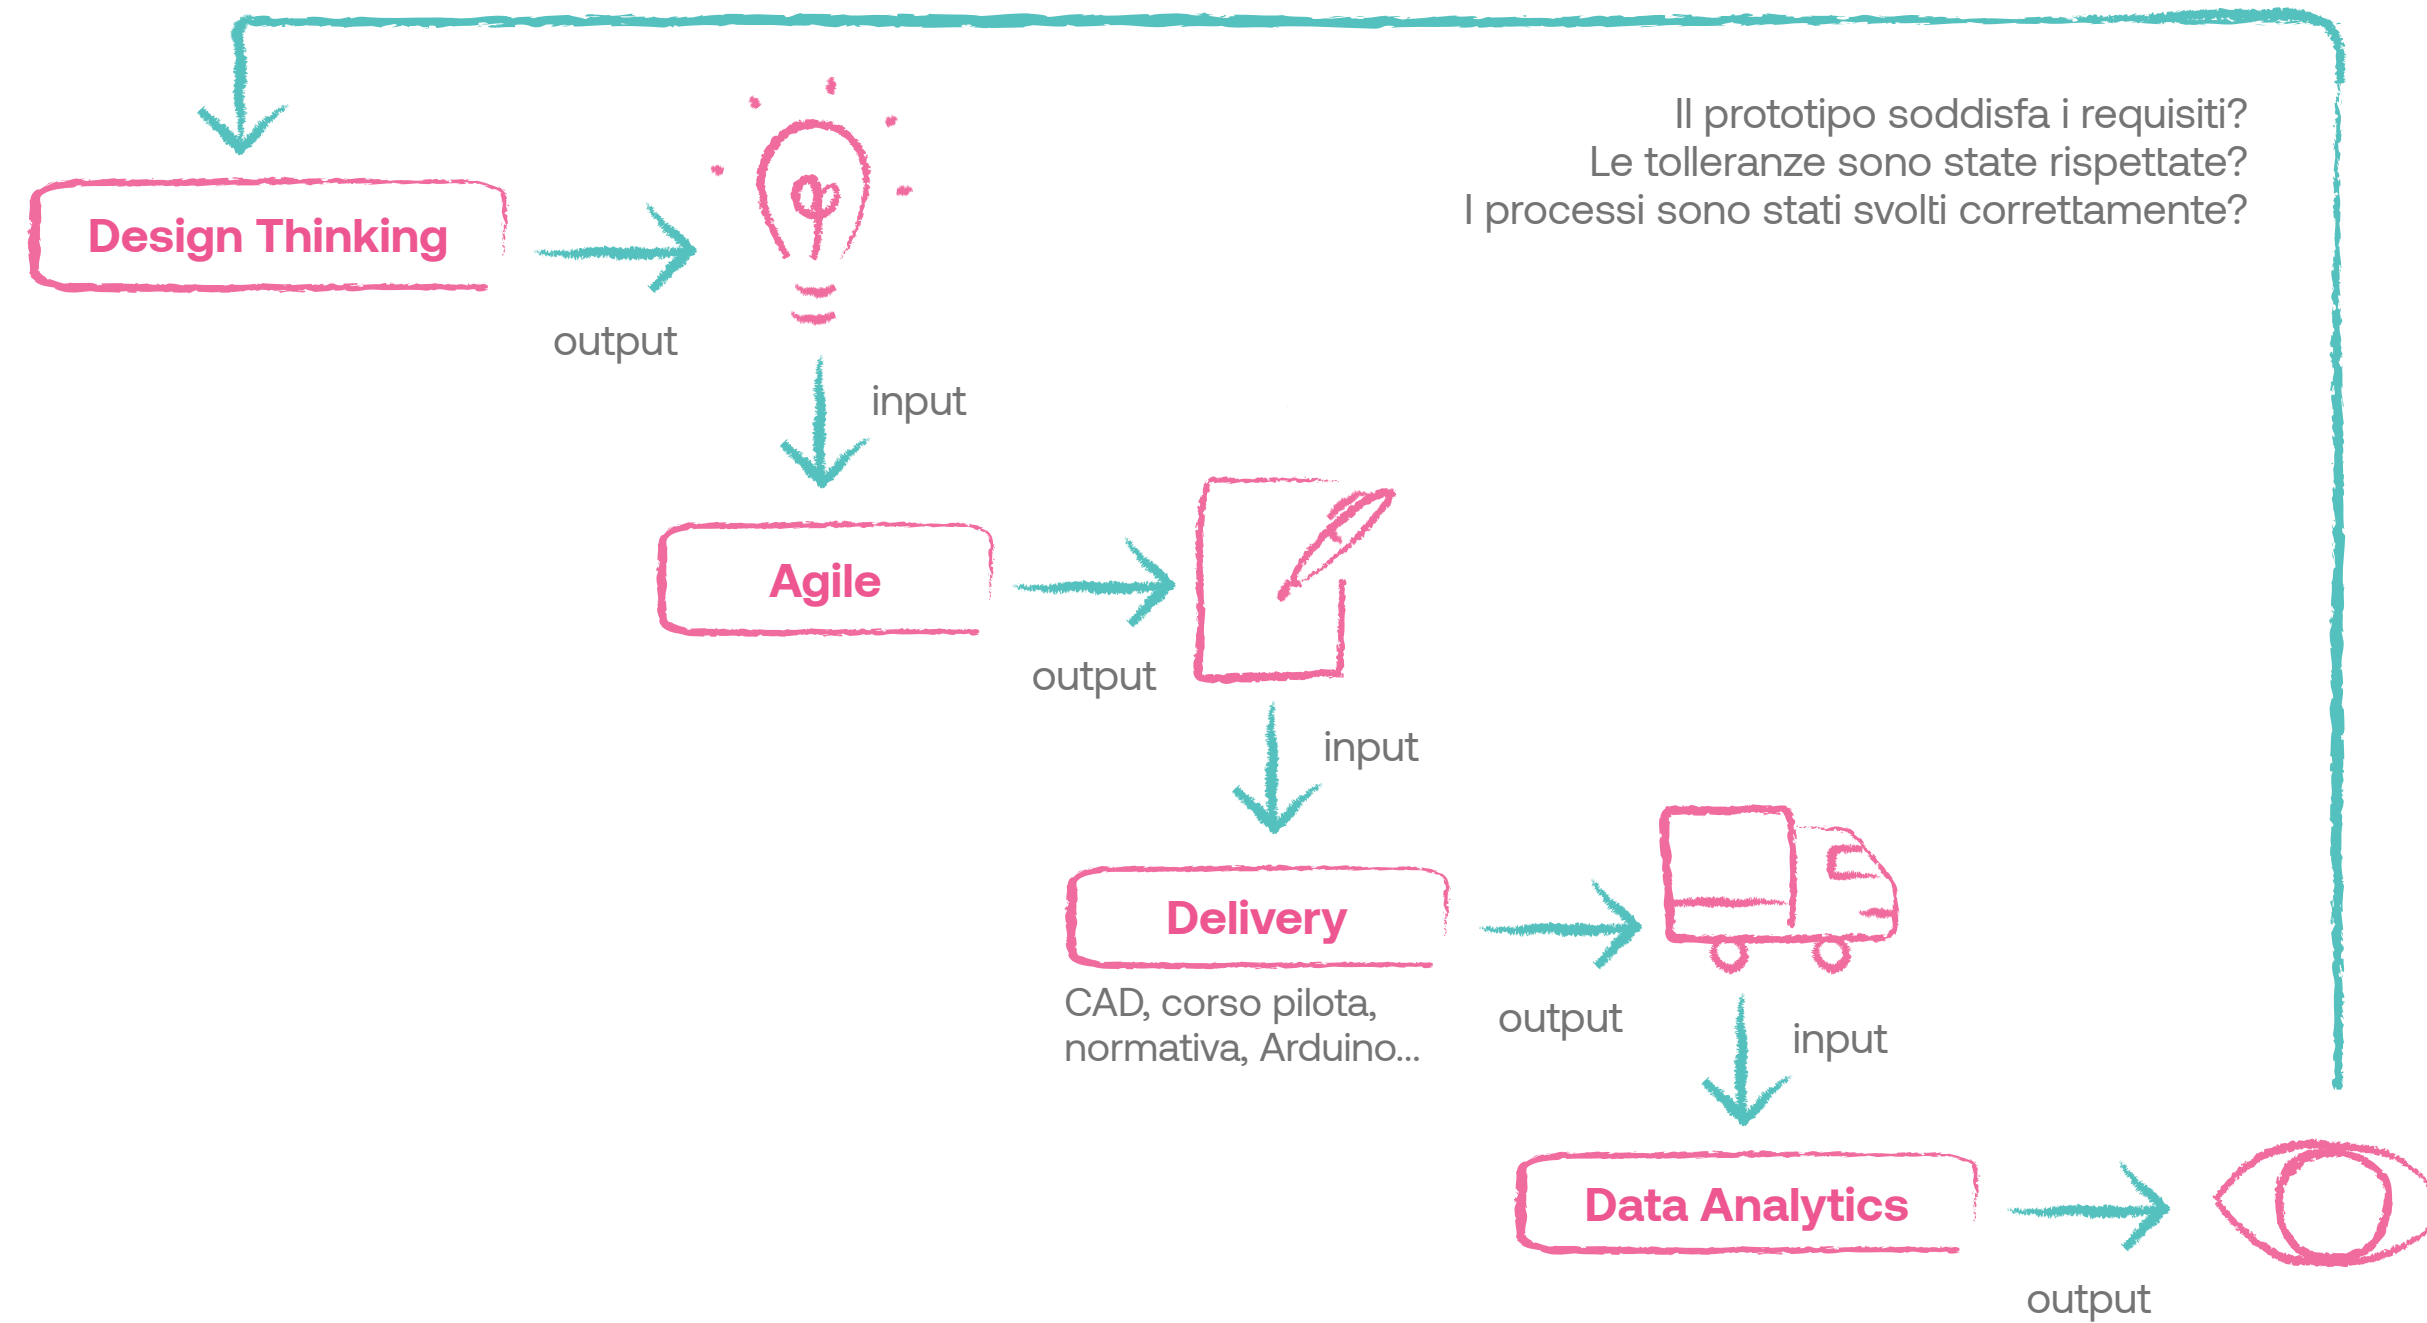 Il prototipo soddisfa i requisiti?
Le tolleranze sono state rispettate?
I processi sono stati svolti correttamente?
Design Thinking
output
input
Agile
output
input
Delivery
CAD, corso pilota,
normativa, Arduino...
output
input
Data Analytics
output